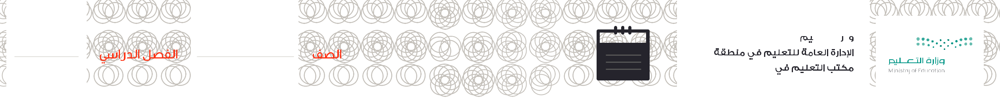 وزارة التعليم
Ministry of Education
الإدارة العامة للتعليم في منطقة
مكتب التعليم في
الصف
الفصل الدراسي